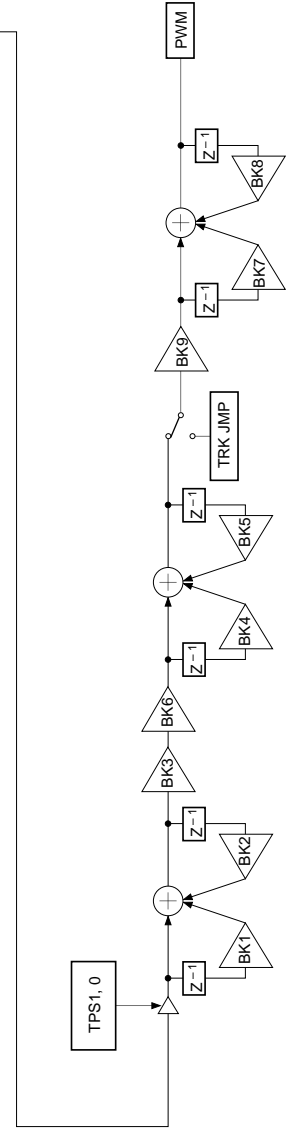 TPS1, 0
Z⁻¹
BK1
BK2
Z⁻¹
BK3
BK6
Z⁻¹
BK4
BK5
Z⁻¹
TRK JMP
BK9
Z⁻¹
BK7
BK8
Z⁻¹
PWM